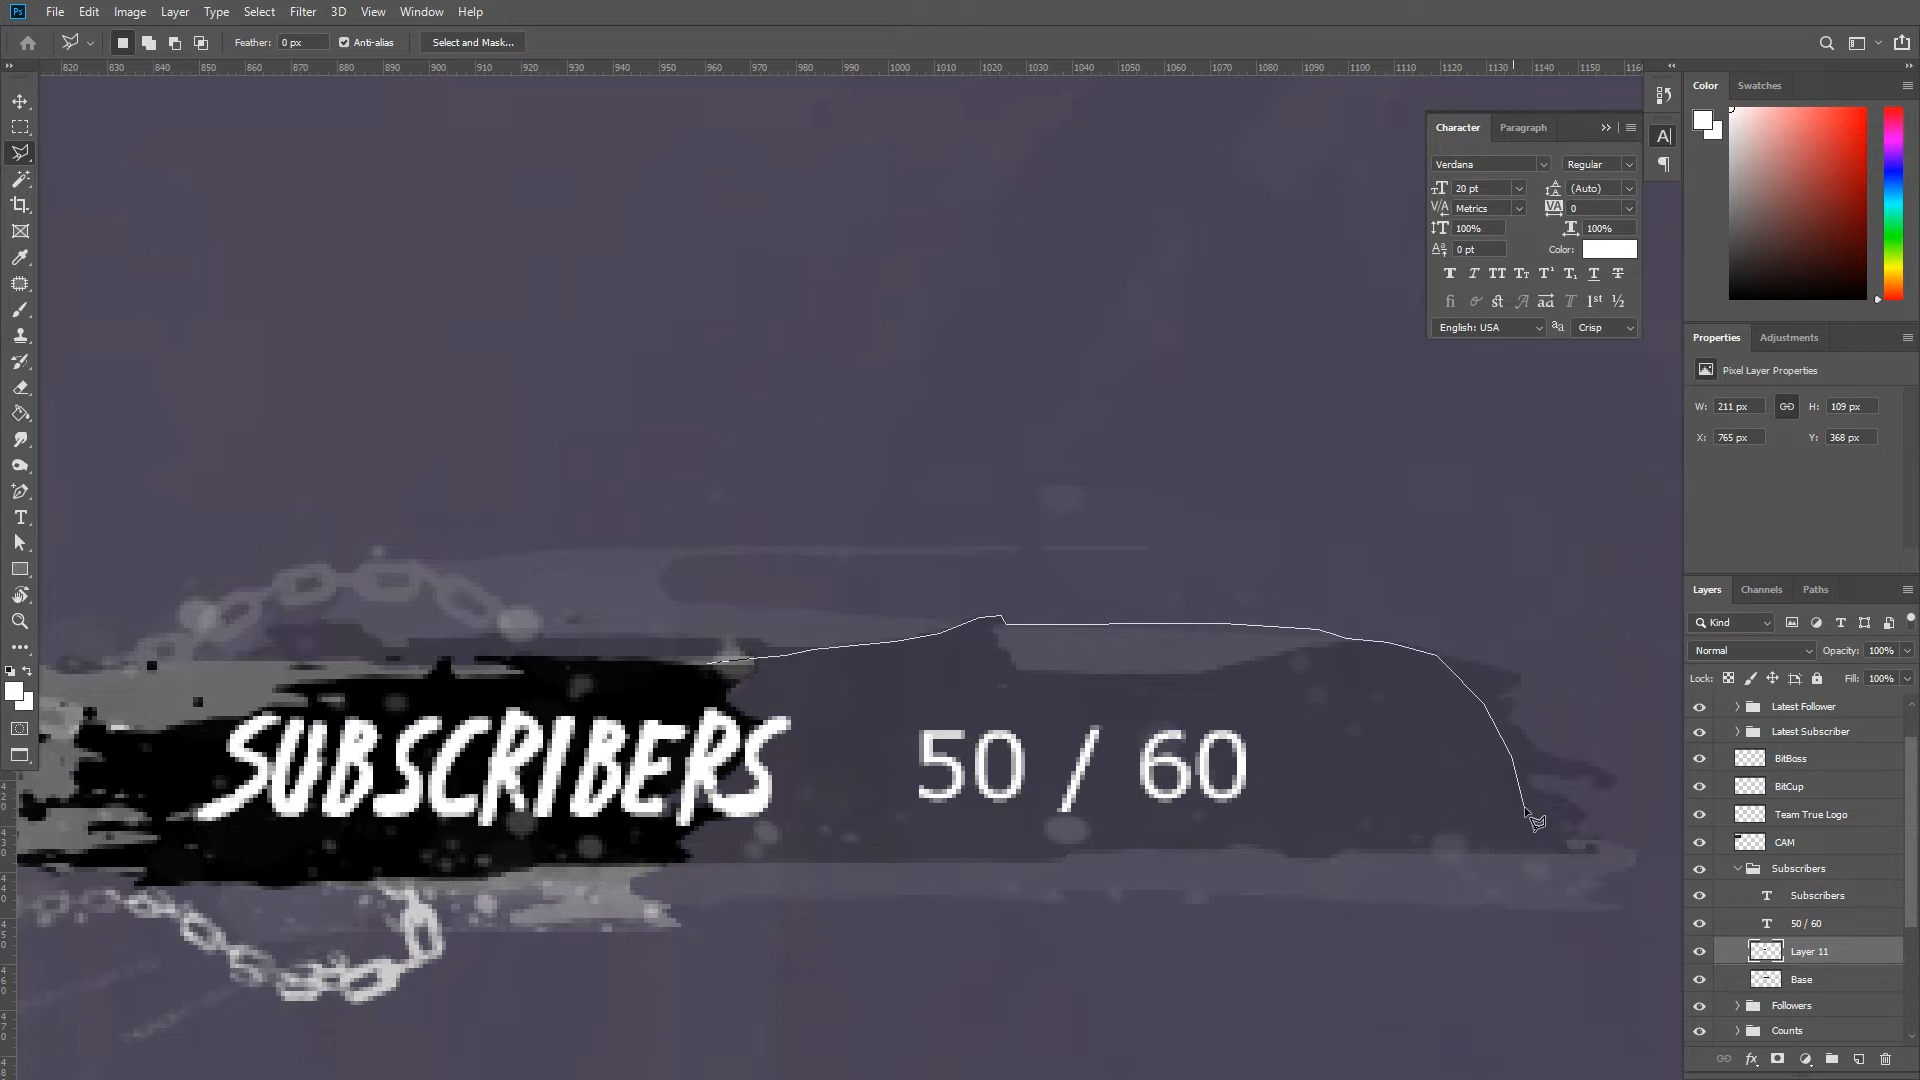 Ps File Edit Image Layer Type Select Filter 3D View Window Help
Feather: 0 px Anti-alias Select and Mask...
820 830 840 850 860 870 880 890 900 910 920 930 940 950 960 970 980 990 1000 1010 1020 1030 1040 1050 1060 1070 1080 1090 1100 1110 1120 1130 1140 1150 1160
Color Swatches
Character Paragraph
Verdana Regular
20 pt (Auto)
Metrics 0
100% 100%
0 pt Color:
English: USA Crisp
Properties Adjustments
Pixel Layer Properties
W: 211 px H: 109 px
X: 765 px Y: 368 px
Layers Channels Paths
Kind
Normal Opacity: 100%
Lock: Fill: 100%
Latest Follower
Latest Subscriber
BitBoss
BitCup
Team True Logo
CAM
Subscribers
Subscribers
50 / 60
Layer 11
Base
Followers
Counts
SUBSCRIBERS 50 / 60